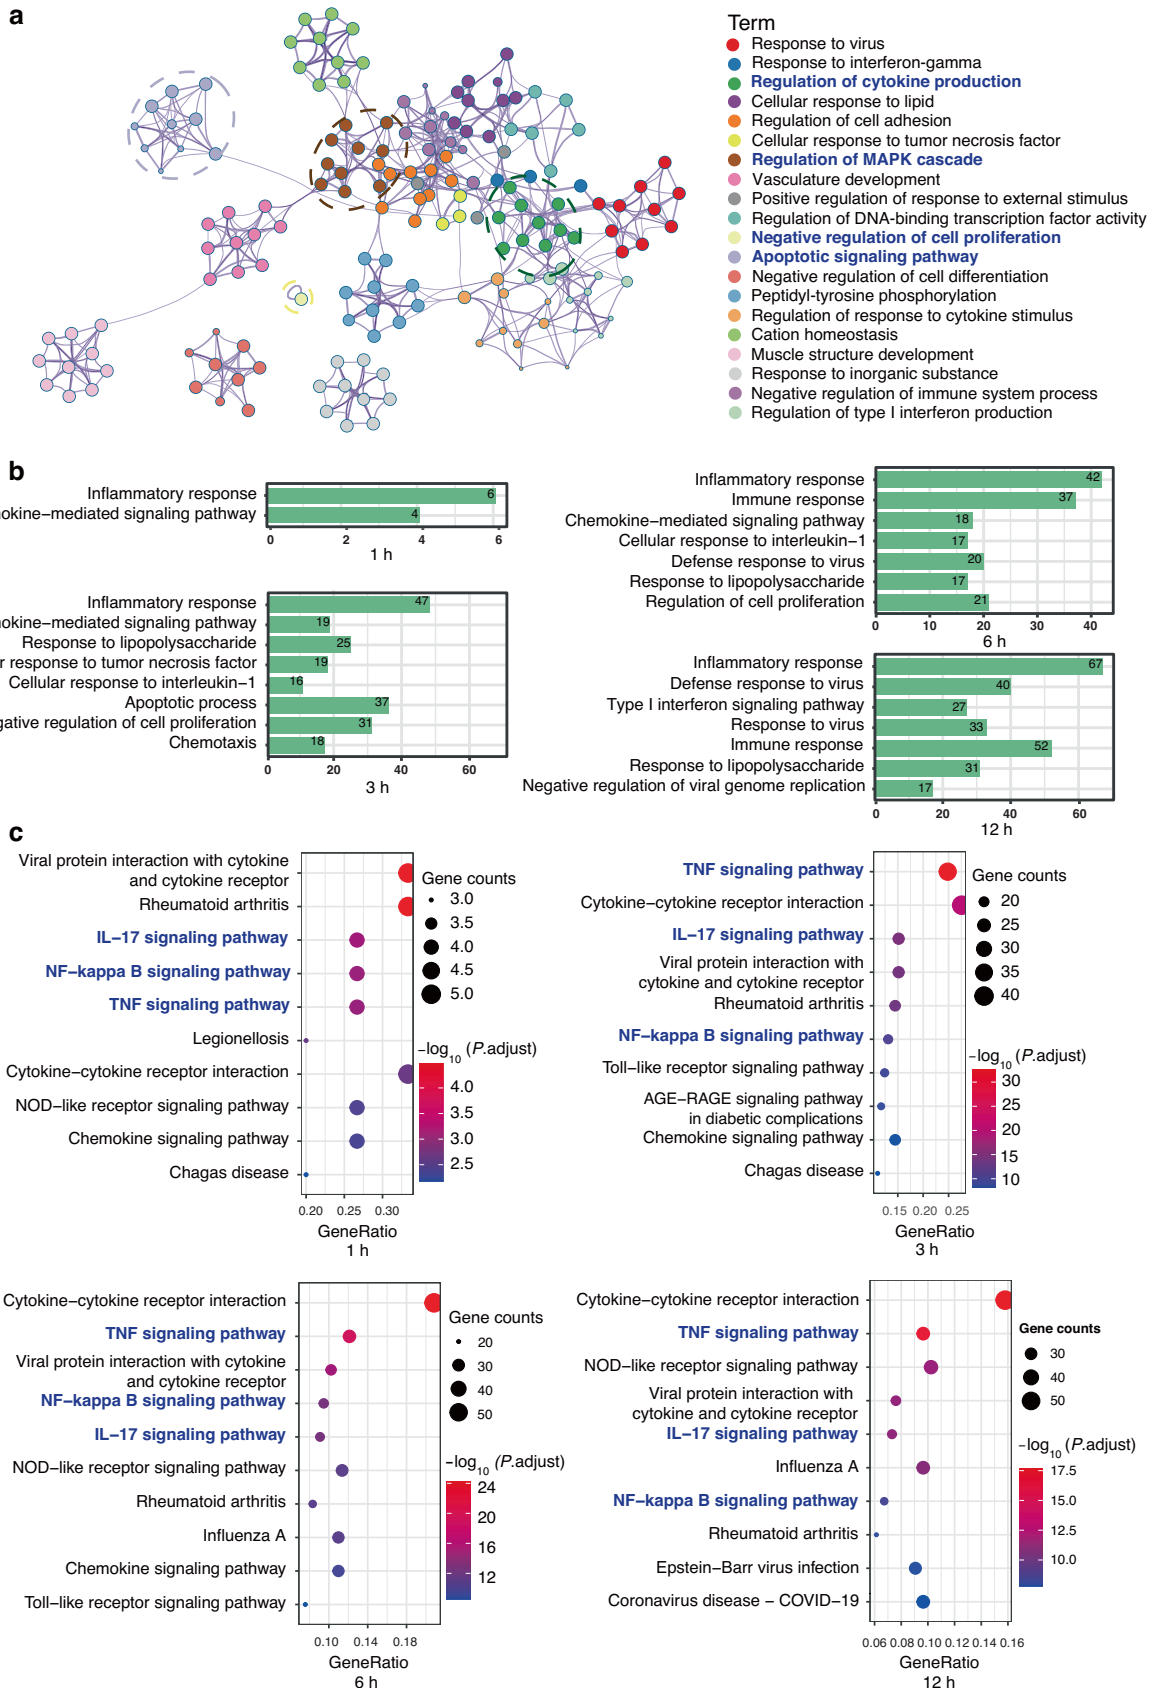 a
Term
Response to virus
Response to interferon-gamma
Regulation of cytokine production
Cellular response to lipid
Regulation of cell adhesion
Cellular response to tumor necrosis factor
Regulation of MAPK cascade
Vasculature development
Positive regulation of response to external stimulus
Regulation of DNA-binding transcription factor activity
Negative regulation of cell proliferation
Apoptotic signaling pathway
Negative regulation of cell differentiation
Peptidyl-tyrosine phosphorylation
Regulation of response to cytokine stimulus
Cation homeostasis
Muscle structure development
Response to inorganic substance
Negative regulation of immune system process
Regulation of type I interferon production
b
Inflammatory response 6
okine−mediated signaling pathway 4
0 2 4 6
1 h
Inflammatory response 47
okine−mediated signaling pathway 19
Response to lipopolysaccharide 25
r response to tumor necrosis factor 19
Cellular response to interleukin−1 16
Apoptotic process 37
gative regulation of cell proliferation 31
Chemotaxis 18
0 20 40 60
3 h
Inflammatory response 42
Immune response 37
Chemokine−mediated signaling pathway 18
Cellular response to interleukin−1 17
Defense response to virus 20
Response to lipopolysaccharide 17
Regulation of cell proliferation 21
0 10 20 30 40
6 h
Inflammatory response 67
Defense response to virus 40
Type I interferon signaling pathway 27
Response to virus 33
Immune response 52
Response to lipopolysaccharide 31
Negative regulation of viral genome replication 17
0 20 40 60
12 h
c
Viral protein interaction with cytokine
and cytokine receptor
Rheumatoid arthritis
IL−17 signaling pathway
NF−kappa B signaling pathway
TNF signaling pathway
Legionellosis
Cytokine−cytokine receptor interaction
NOD−like receptor signaling pathway
Chemokine signaling pathway
Chagas disease
0.20 0.25 0.30
GeneRatio
1 h
Gene counts
3.0
3.5
4.0
4.5
5.0
−log10 (P.adjust)
4.0
3.5
3.0
2.5
TNF signaling pathway
Cytokine−cytokine receptor interaction
IL−17 signaling pathway
Viral protein interaction with
cytokine and cytokine receptor
Rheumatoid arthritis
NF−kappa B signaling pathway
Toll−like receptor signaling pathway
AGE−RAGE signaling pathway
in diabetic complications
Chemokine signaling pathway
Chagas disease
0.15 0.20 0.25
GeneRatio
3 h
Gene counts
20
25
30
35
40
−log10 (P.adjust)
30
25
20
15
10
Cytokine−cytokine receptor interaction
TNF signaling pathway
Viral protein interaction with cytokine
and cytokine receptor
NF−kappa B signaling pathway
IL−17 signaling pathway
NOD−like receptor signaling pathway
Rheumatoid arthritis
Influenza A
Chemokine signaling pathway
Toll−like receptor signaling pathway
0.10 0.14 0.18
GeneRatio
6 h
Gene counts
20
30
40
50
−log10 (P.adjust)
24
20
16
12
Cytokine−cytokine receptor interaction
TNF signaling pathway
NOD−like receptor signaling pathway
Viral protein interaction with
cytokine and cytokine receptor
IL−17 signaling pathway
Influenza A
NF−kappa B signaling pathway
Rheumatoid arthritis
Epstein−Barr virus infection
Coronavirus disease − COVID−19
0.06 0.08 0.10 0.12 0.14 0.16
GeneRatio
12 h
Gene counts
30
40
50
−log10 (P.adjust)
17.5
15.0
12.5
10.0